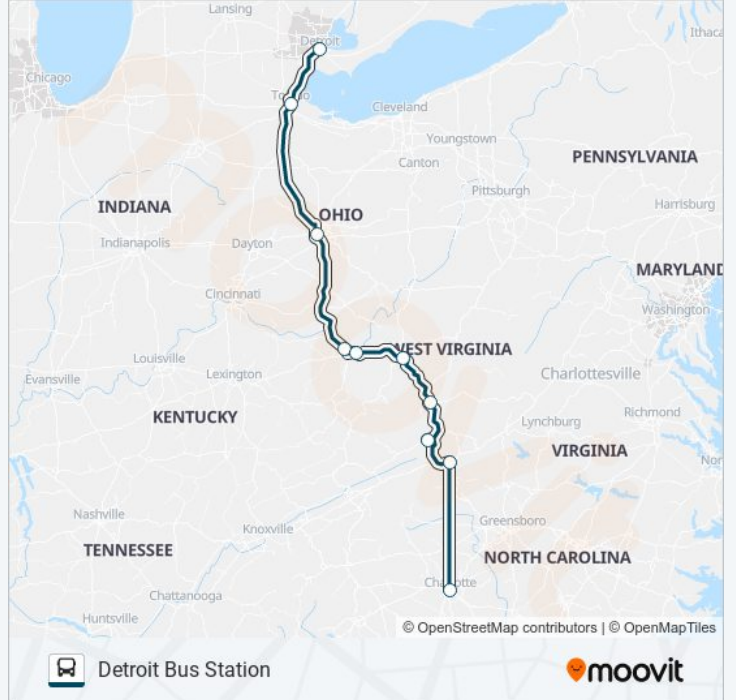 Lansing
Ithaca
Detroit
Chicago
Cleveland
Youngstown
Canton
PENNSYLVANIA
Pittsburgh
INDIANA
OHIO
Harrisburg
Indianapolis
Dayton
MARYLAND
Cincinnati
Washington
Louisville
WEST VIRGINIA
Evansville
Lexington
Charlottesville
KENTUCKY
Richmond
Lynchburg
VIRGINIA
Nor
Nashville
Greensboro
Knoxville
TENNESSEE
NORTH CAROLINA
Charlotte
Chattanooga
Huntsville
© OpenStreetMap contributors | © OpenMapTiles
Detroit Bus Station
moovit